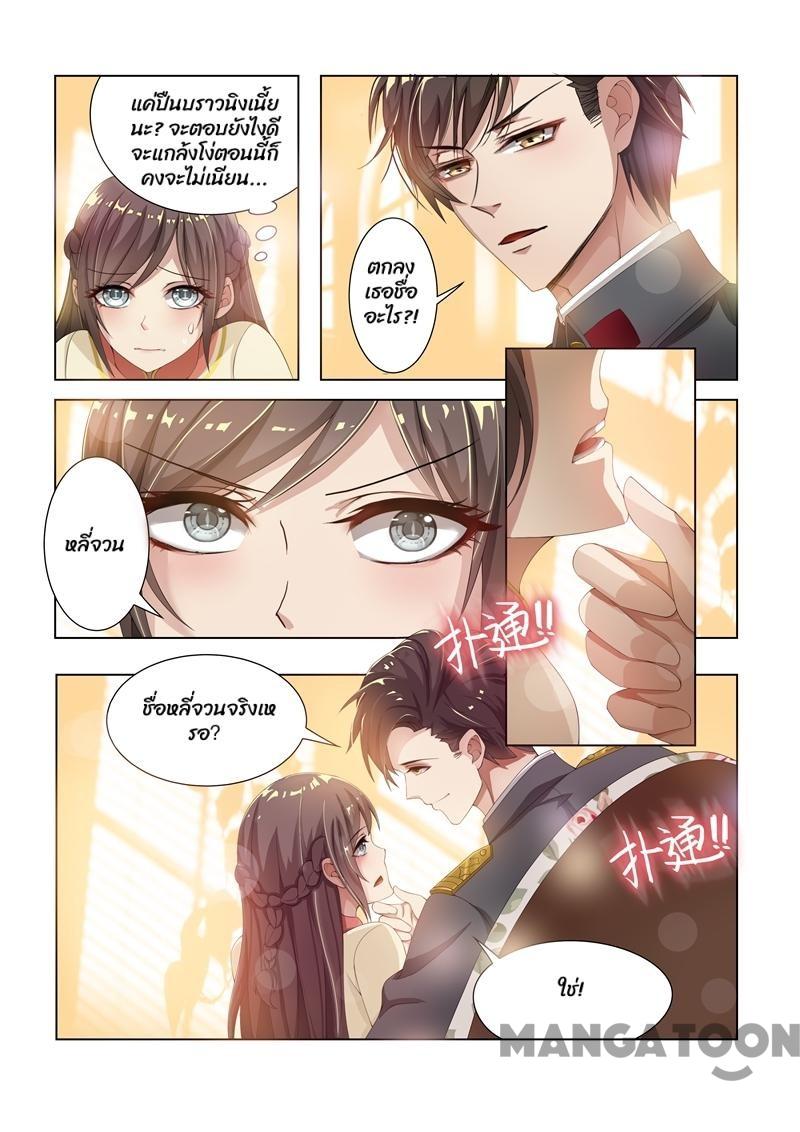 แค่ปืนบราวนิงเนี้ย
นะ? จะตอบยังไงดี
จะแกล้งโง่ตอนนี้ก็
คงจะไม่เนียน...
ตกลง
เธอชื่อ
อะไร?!
หลี่จวน
扑通!!
ชื่อหลี่จวนจริงเห
รอ?
扑通!!
ใช่!
MANGATOON